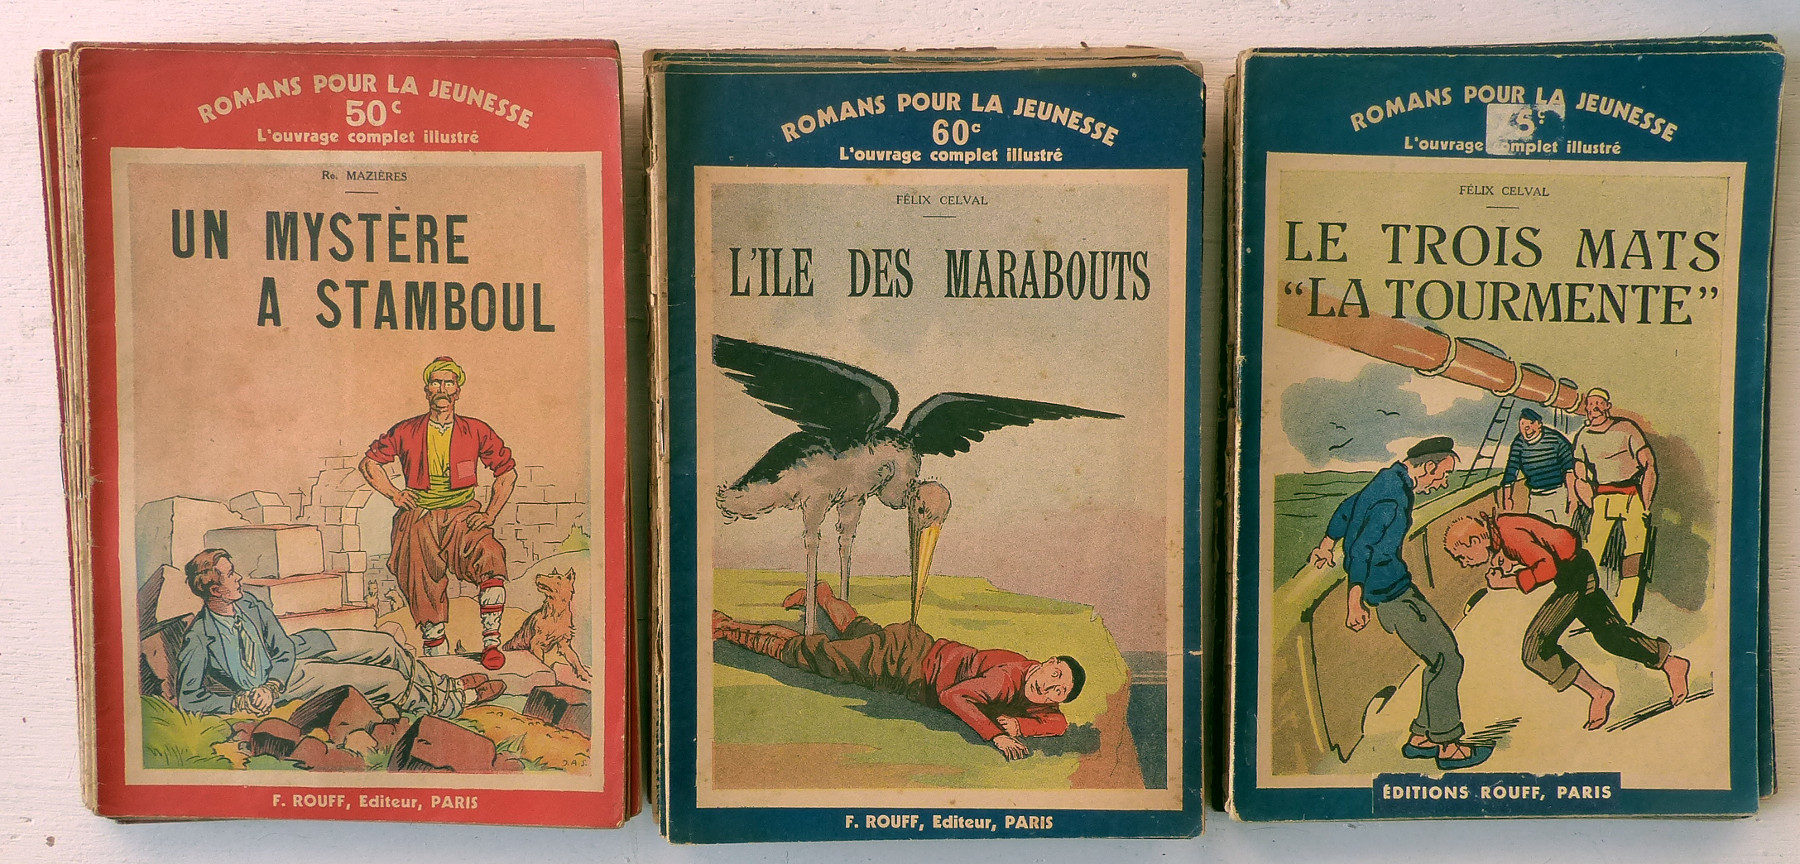 ROMANS POUR LA JEUNESSE
50c
L'ouvrage complet illustré
Re. MAZIÈRES
UN MYSTÈRE
A STAMBOUL
J.A.S.
F. ROUFF, Editeur, PARIS
ROMANS POUR LA JEUNESSE
60c
L'ouvrage complet illustré
FÉLIX CELVAL
L'ILE DES MARABOUTS
F. ROUFF, Editeur, PARIS
ROMANS POUR LA JEUNESSE
L'ouvrage complet illustré
FÉLIX CELVAL
LE TROIS MATS
“LA TOURMENTE”
ÉDITIONS ROUFF, PARIS